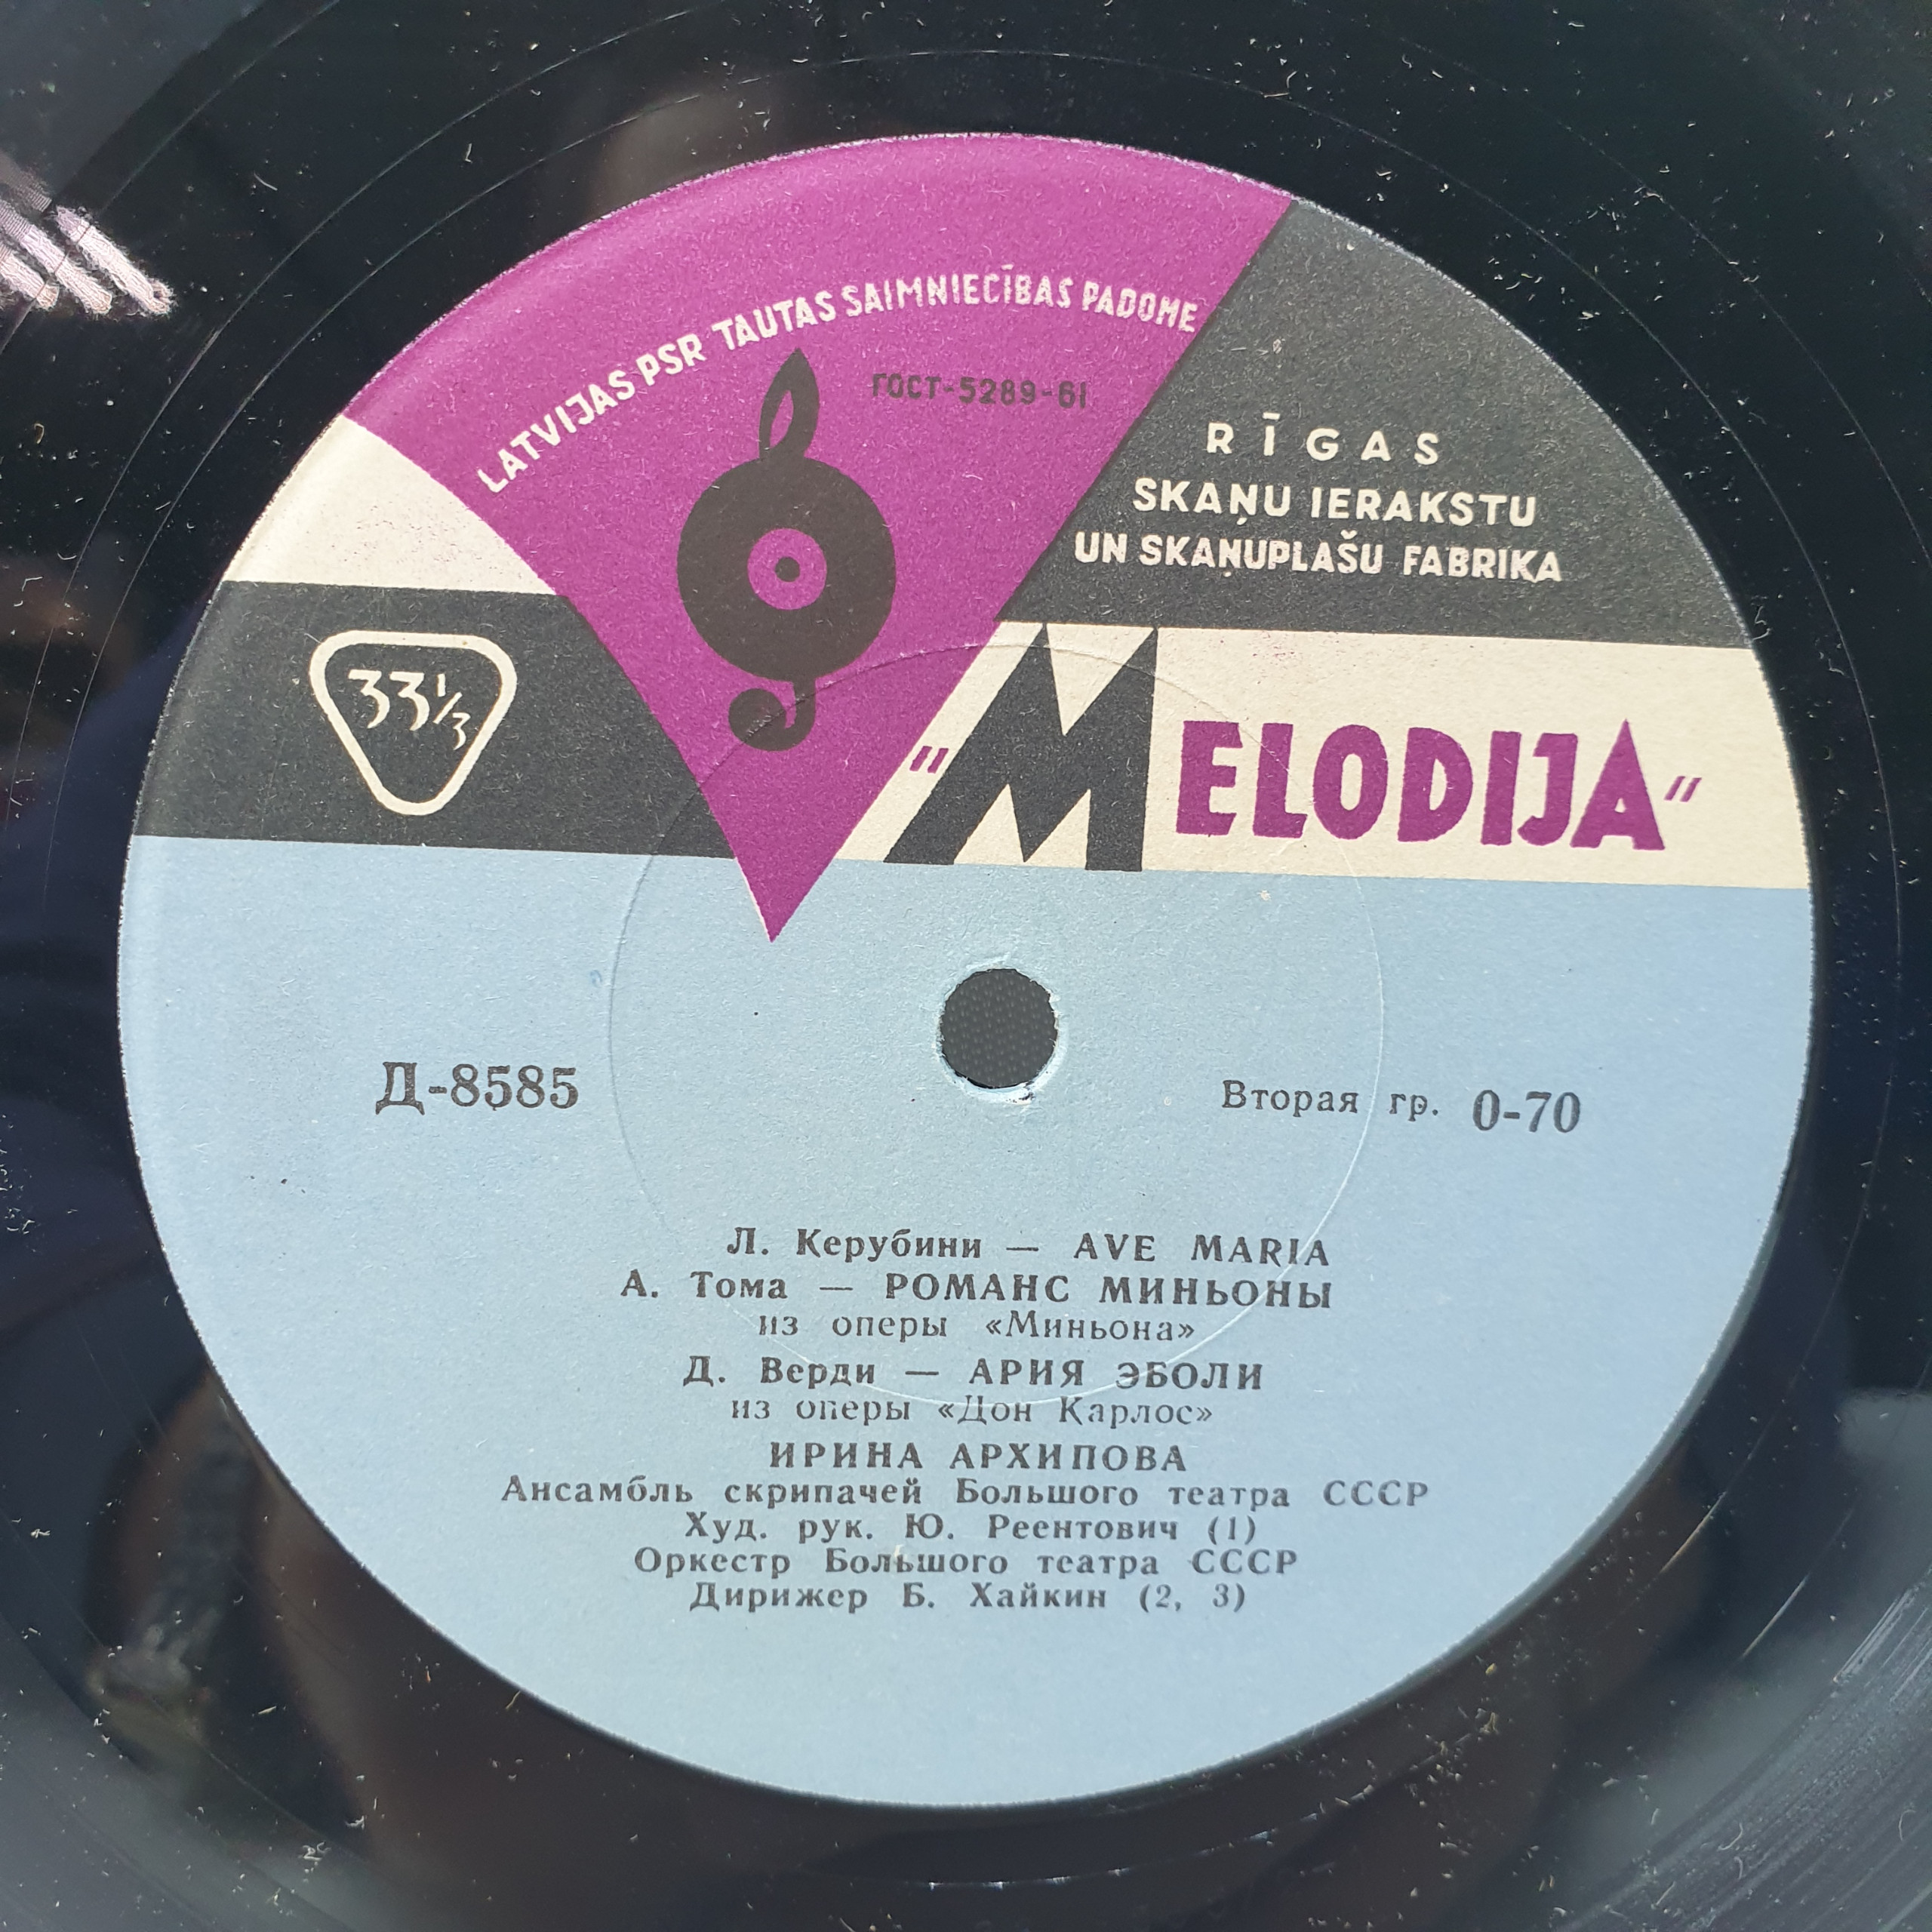 LATVIJAS PSR TAUTAS SAIMNIECĪBAS PADOME
ГОСТ-5289-61
RĪGAS
SKAŅU IERAKSTU
UN SKAŅUPLAŠU FABRIKA
33⅓
"MELODIJA"
Д-8585
Вторая гр. 0-70
Л. Керубини — AVE MARIA
А. Тома — РОМАНС МИНЬОНЫ
из оперы «Миньона»
Д. Верди — АРИЯ ЭБОЛИ
из оперы «Дон Карлос»
ИРИНА АРХИПОВА
Ансамбль скрипачей Большого театра СССР
Худ. рук. Ю. Реентович (1)
Оркестр Большого театра СССР
Дирижер Б. Хайкин (2, 3)